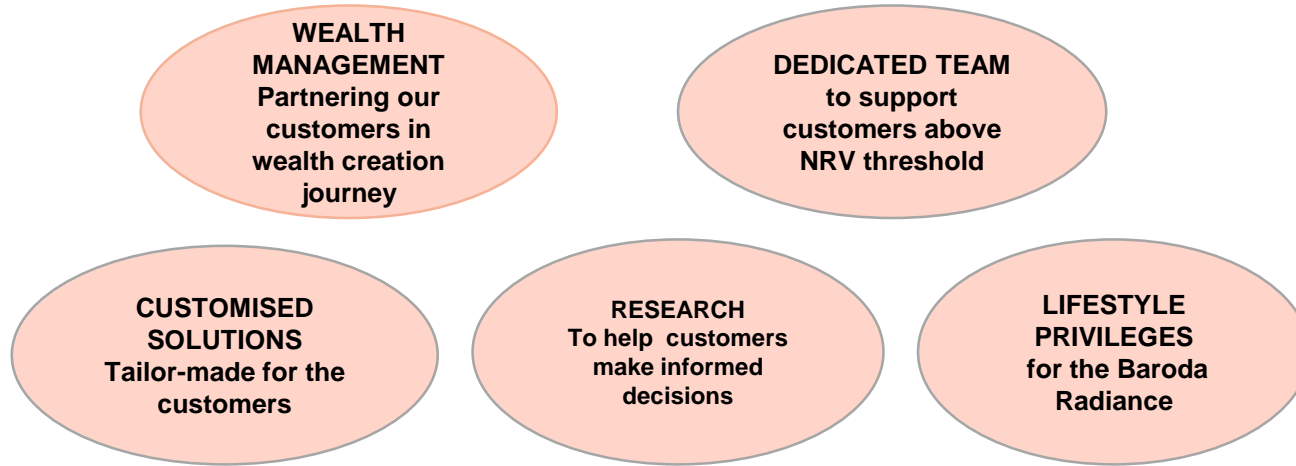 WEALTH
MANAGEMENT
Partnering our
customers in
wealth creation
journey
DEDICATED TEAM
to support
customers above
NRV threshold
CUSTOMISED
SOLUTIONS
Tailor-made for the
customers
RESEARCH
To help customers
make informed
decisions
LIFESTYLE
PRIVILEGES
for the Baroda
Radiance